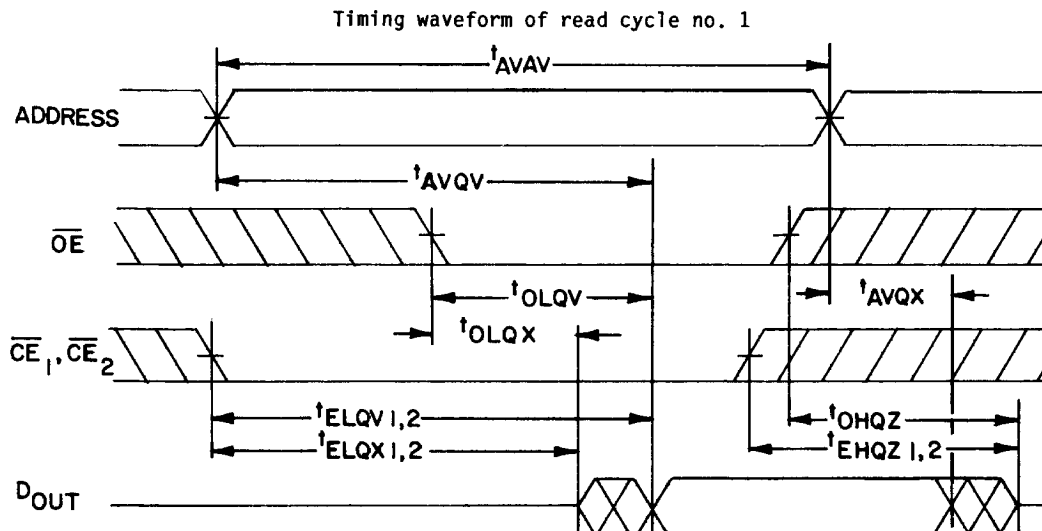 Timing waveform of read cycle no. 1
tAVAV
ADDRESS
tAVQV
OE
tOLQV
tAVQX
tOLQX
CE1, CE2
tELQV1,2
tOHQZ
tELQX1,2
tEHQZ1,2
DOUT